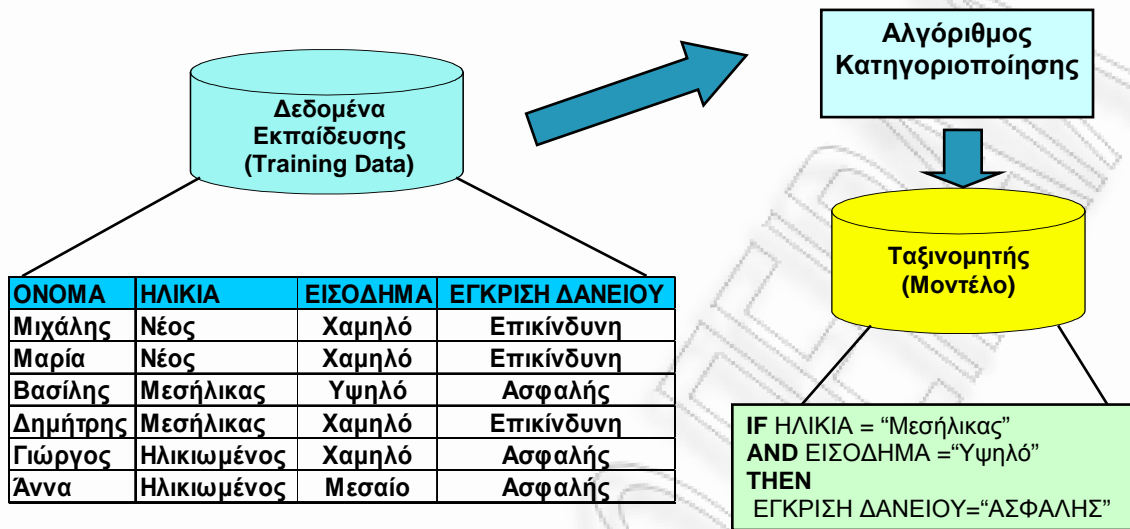 Δεδομένα
Εκπαίδευσης
(Training Data)
Αλγόριθμος
Κατηγοριοποίησης
Ταξινομητής
(Μοντέλο)
ΟΝΟΜΑ ΗΛΙΚΙΑ ΕΙΣΟΔΗΜΑ ΕΓΚΡΙΣΗ ΔΑΝΕΙΟΥ
Μιχάλης Νέος Χαμηλό Επικίνδυνη
Μαρία Νέος Χαμηλό Επικίνδυνη
Βασίλης Μεσήλικας Υψηλό Ασφαλής
Δημήτρης Μεσήλικας Χαμηλό Επικίνδυνη
Γιώργος Ηλικιωμένος Χαμηλό Ασφαλής
Άννα Ηλικιωμένος Μεσαίο Ασφαλής
IF ΗΛΙΚΙΑ = “Μεσήλικας”
AND ΕΙΣΟΔΗΜΑ =“Υψηλό”
THEN
ΕΓΚΡΙΣΗ ΔΑΝΕΙΟΥ=“ΑΣΦΑΛΗΣ”